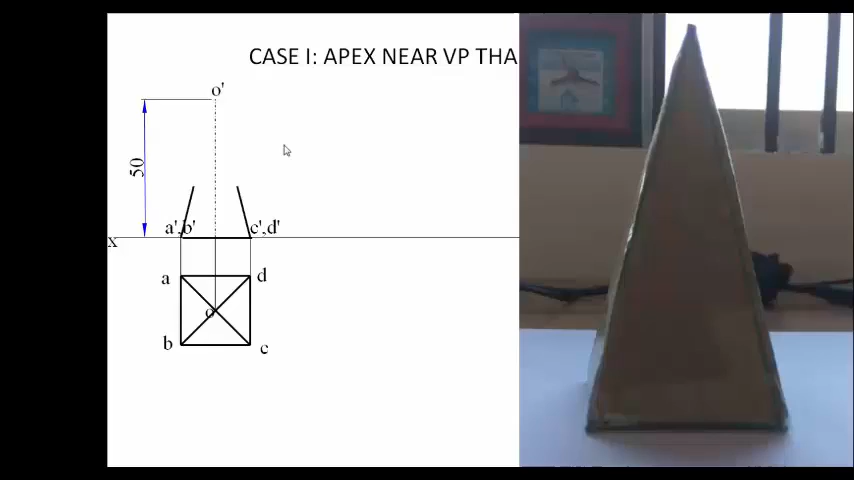 CASE I: APEX NEAR VP THA
o'
50
a',b'
c',d'
x
a
d
o
b
c